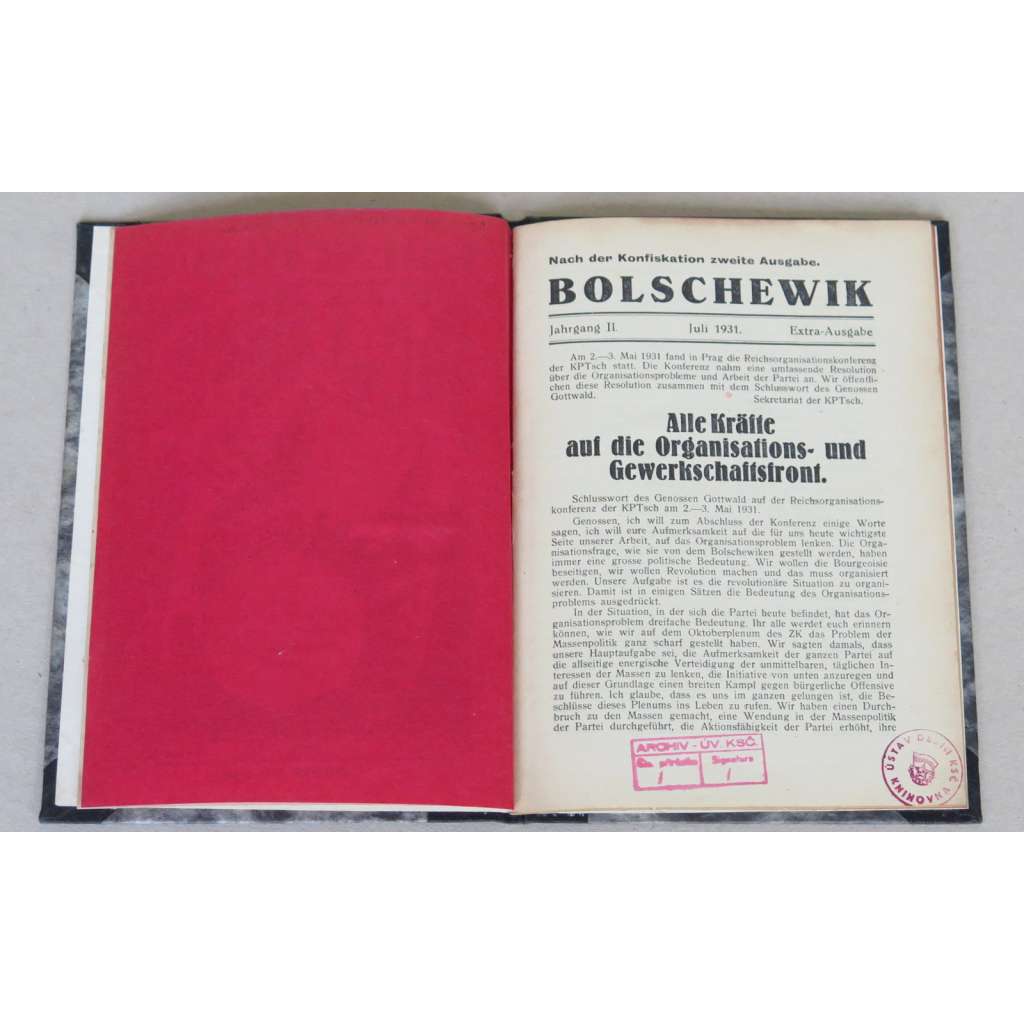 Nach der Konfiskation zweite Ausgabe.
BOLSCHEWIK
Jahrgang II. Juli 1931. Extra-Ausgabe
Am 2.—3. Mai 1931 fand in Prag die Reichsorganisationskonferenz
der KPTsch statt. Die Konferenz nahm eine umfassende Resolution
über die Organisationsprobleme und Arbeit der Partei an. Wir öffentli-
chen diese Resolution zusammen mit dem Schlusswort des Genossen
Gottwald. Sekretariat der KPTsch.
Alle Kräfte
auf die Organisations- und
Gewerkschaftsfront.
Schlusswort des Genossen Gottwald auf der Reichsorganisations-
konferenz der KPTsch am 2.—3. Mai 1931.
Genossen, ich will zum Abschluss der Konferenz einige Worte
sagen, ich will eure Aufmerksamkeit auf die für uns heute wichtigste
Seite unserer Arbeit, auf das Organisationsproblem lenken. Die Orga-
nisationsfrage, wie sie von dem Bolschewiken gestellt werden, haben
immer eine grosse politische Bedeutung. Wir wollen die Bourgeoisie
beseitigen, wir wollen Revolution machen und das muss organisiert
werden. Unsere Aufgabe ist es die revolutionäre Situation zu organi-
sieren. Damit ist in einigen Sätzen die Bedeutung des Organisations-
problems ausgedrückt.
In der Situation, in der sich die Partei heute befindet, hat das Or-
ganisationsproblem dreifache Bedeutung. Ihr alle werdet euch erinnern
können, wie wir auf dem Oktoberplenum des ZK das Problem der
Massenpolitik ganz scharf gestellt haben. Wir sagten damals, dass
unsere Hauptaufgabe sei, die Aufmerksamkeit der ganzen Partei auf
die allseitige energische Verteidigung der unmittelbaren, täglichen In-
teressen der Massen zu lenken, die Initiative von unten anzuregen und
auf dieser Grundlage einen breiten Kampf gegen bürgerliche Offensive
zu führen. Ich glaube, dass es uns im ganzen gelungen ist, die Be-
schlüsse dieses Plenums ins Leben zu rufen. Wir haben einen Durch-
bruch zu den Massen gemacht, eine Wendung in der Massenpolitik
der Partei durchgeführt, die Aktionsfähigkeit der Partei erhöht, ihre
ARCHIV - ÚV. KSČ.
Čís. přírůstku Signatura
/ /
ÚSTAV DĚJIN KSČ
KNIHOVNA